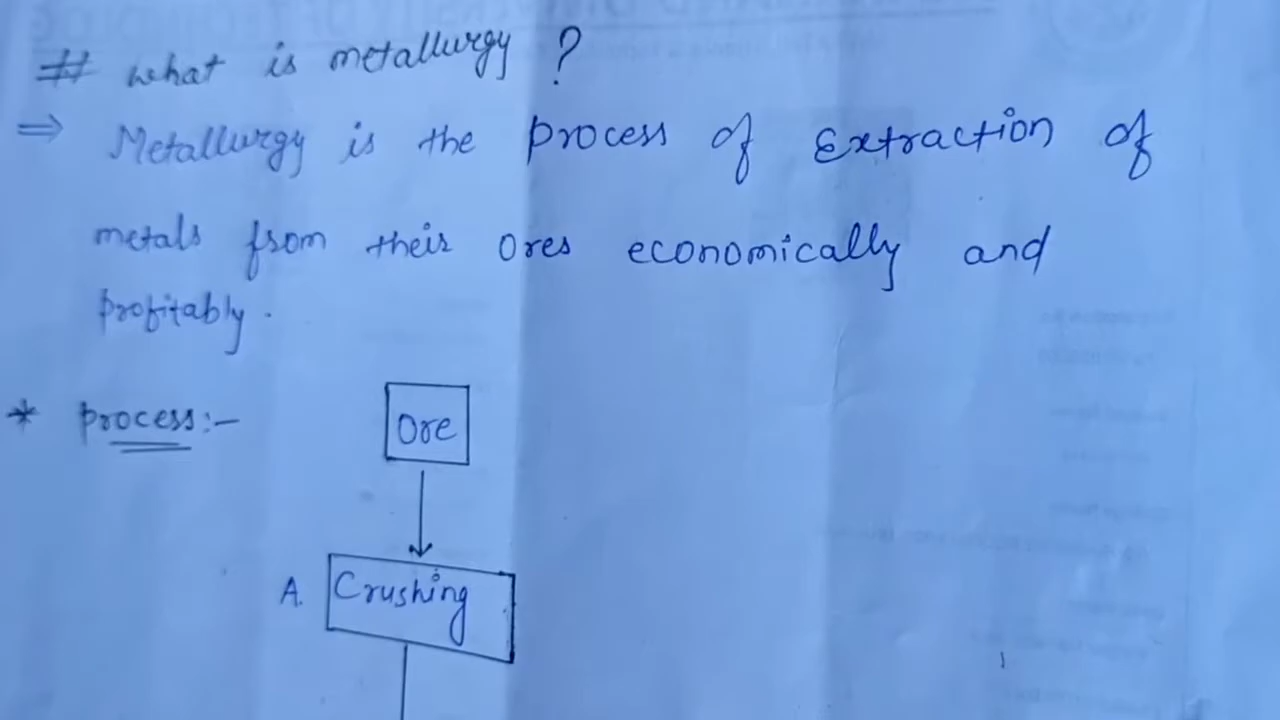 # what is metallurgy ?
⇒ Metallurgy is the process of Extraction of
metals from their ores economically and
profitably.
* process:-
Ore
A. Crushing